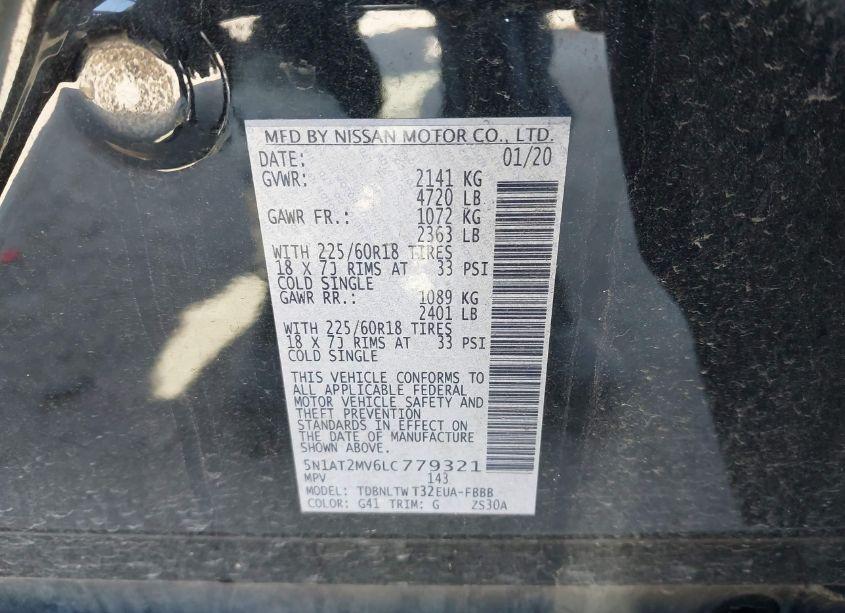 MFD BY NISSAN MOTOR CO., LTD.
DATE: 01/20
GVWR: 2141 KG
4720 LB
GAWR FR.: 1072 KG
2363 LB
WITH 225/60R18 TIRES
18 X 7J RIMS AT 33 PSI
COLD SINGLE
GAWR RR.: 1089 KG
2401 LB
WITH 225/60R18 TIRES
18 X 7J RIMS AT 33 PSI
COLD SINGLE
THIS VEHICLE CONFORMS TO
ALL APPLICABLE FEDERAL
MOTOR VEHICLE SAFETY AND
THEFT PREVENTION
STANDARDS IN EFFECT ON
THE DATE OF MANUFACTURE
SHOWN ABOVE.
5N1AT2MV6LC779321
MPV 143
MODEL: TDBNLTW T32EUA-FBBB
COLOR: G41 TRIM: G ZS30A